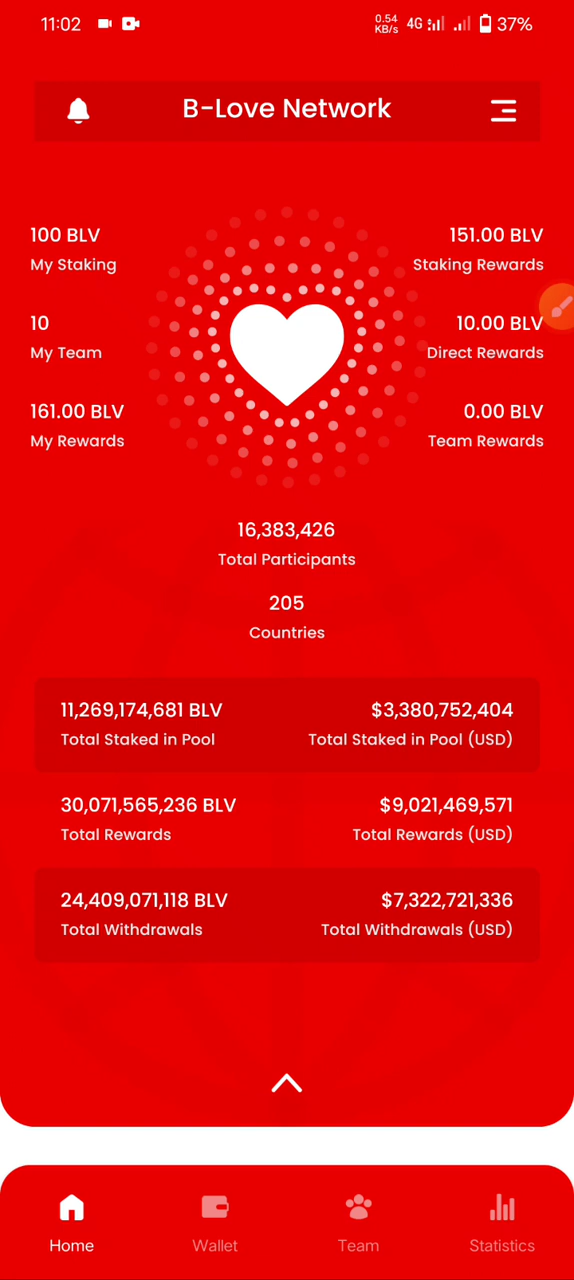 11:02 0.54 KB/s 4G 37%
B-Love Network
100 BLV 151.00 BLV
My Staking Staking Rewards
10 10.00 BLV
My Team Direct Rewards
161.00 BLV 0.00 BLV
My Rewards Team Rewards
16,383,426
Total Participants
205
Countries
11,269,174,681 BLV $3,380,752,404
Total Staked in Pool Total Staked in Pool (USD)
30,071,565,236 BLV $9,021,469,571
Total Rewards Total Rewards (USD)
24,409,071,118 BLV $7,322,721,336
Total Withdrawals Total Withdrawals (USD)
Home Wallet Team Statistics